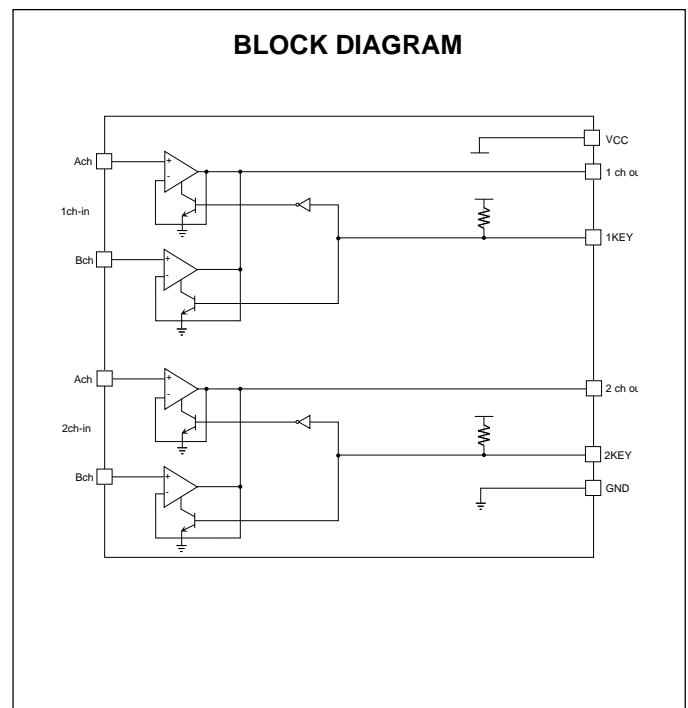 BLOCK DIAGRAM
VCC
Ach
+
-
1 ch ou
1ch-in
1KEY
Bch
+
-
Ach
+
-
2 ch ou
2ch-in
2KEY
Bch
+
-
GND